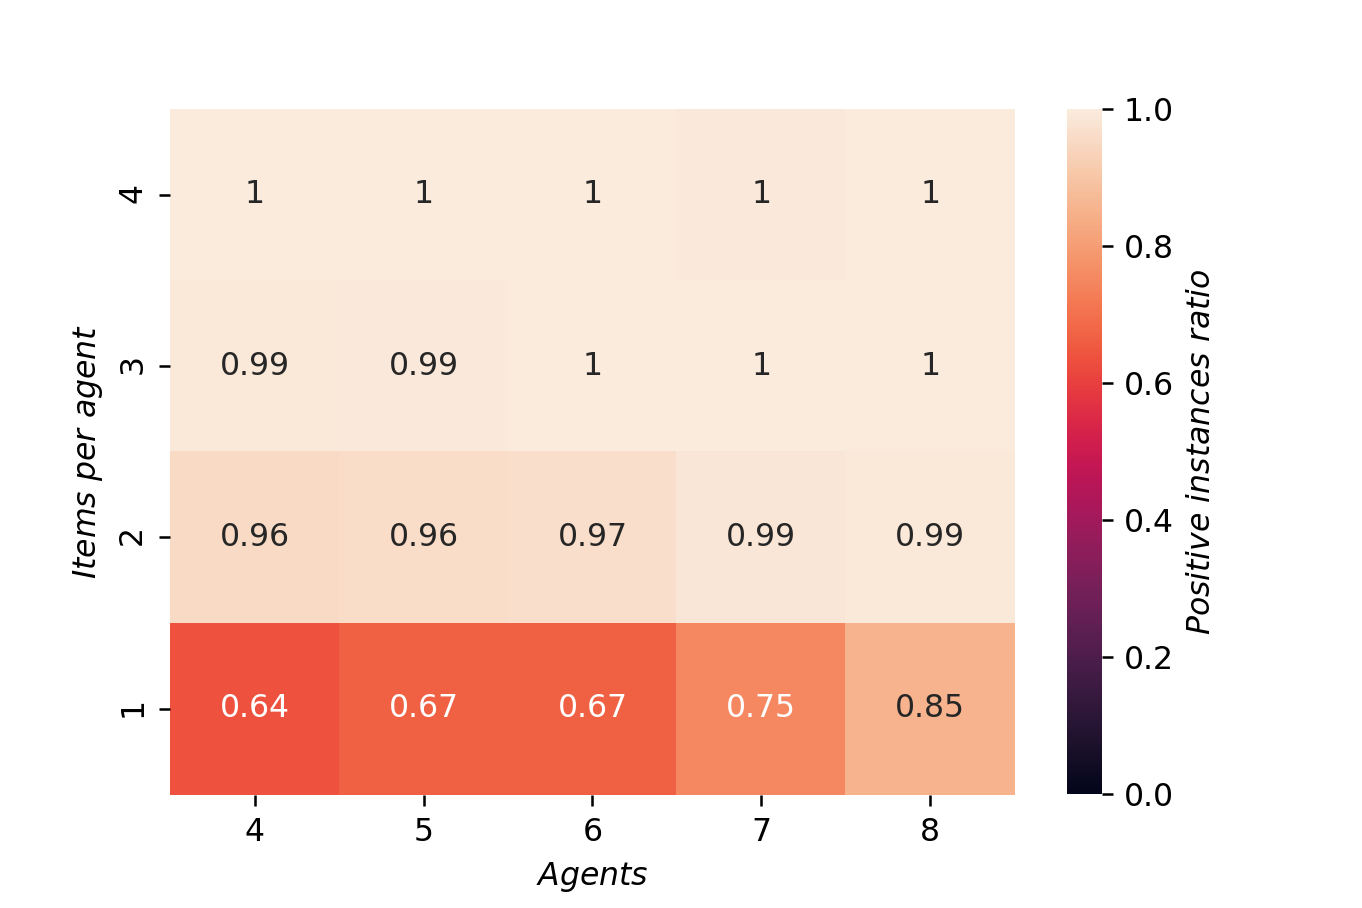 4 1 1 1 1 1
3 0.99 0.99 1 1 1
2 0.96 0.96 0.97 0.99 0.99
1 0.64 0.67 0.67 0.75 0.85
4 5 6 7 8
Agents
Items per agent
1.0
0.8
0.6
0.4
0.2
0.0
Positive instances ratio